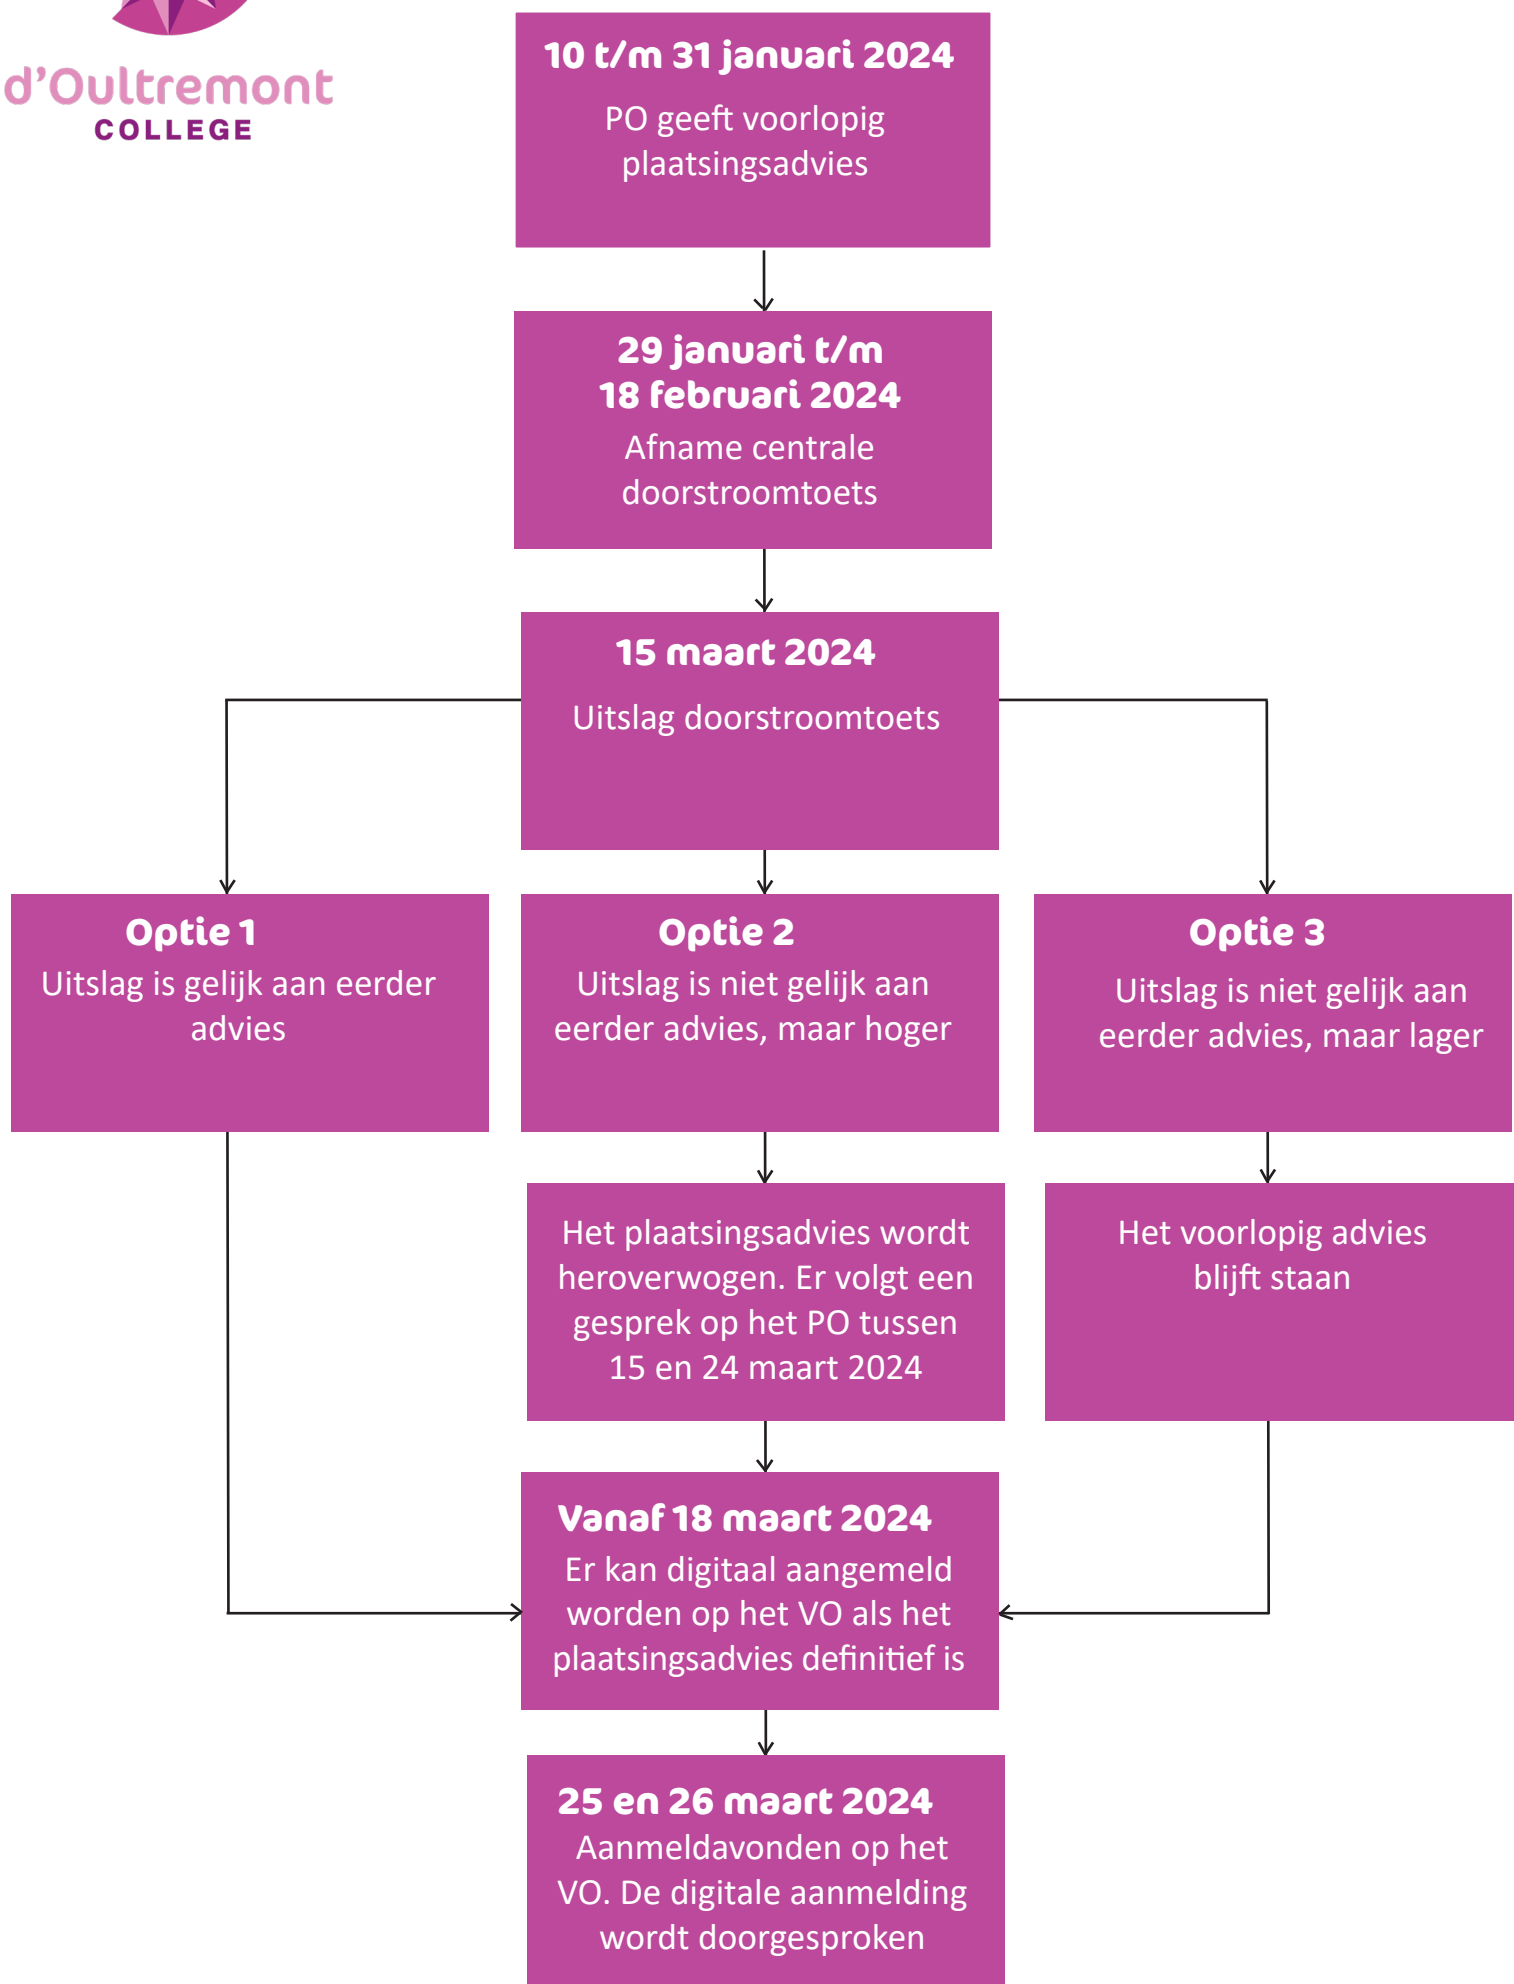 d'Oultremont
COLLEGE
10 t/m 31 januari 2024
PO geeft voorlopig
plaatsingsadvies
29 januari t/m
18 februari 2024
Afname centrale
doorstroomtoets
15 maart 2024
Uitslag doorstroomtoets
Optie 1
Uitslag is gelijk aan eerder
advies
Optie 2
Uitslag is niet gelijk aan
eerder advies, maar hoger
Optie 3
Uitslag is niet gelijk aan
eerder advies, maar lager
Het plaatsingsadvies wordt
heroverwogen. Er volgt een
gesprek op het PO tussen
15 en 24 maart 2024
Het voorlopig advies
blijft staan
Vanaf 18 maart 2024
Er kan digitaal aangemeld
worden op het VO als het
plaatsingsadvies definitief is
25 en 26 maart 2024
Aanmeldavonden op het
VO. De digitale aanmelding
wordt doorgesproken